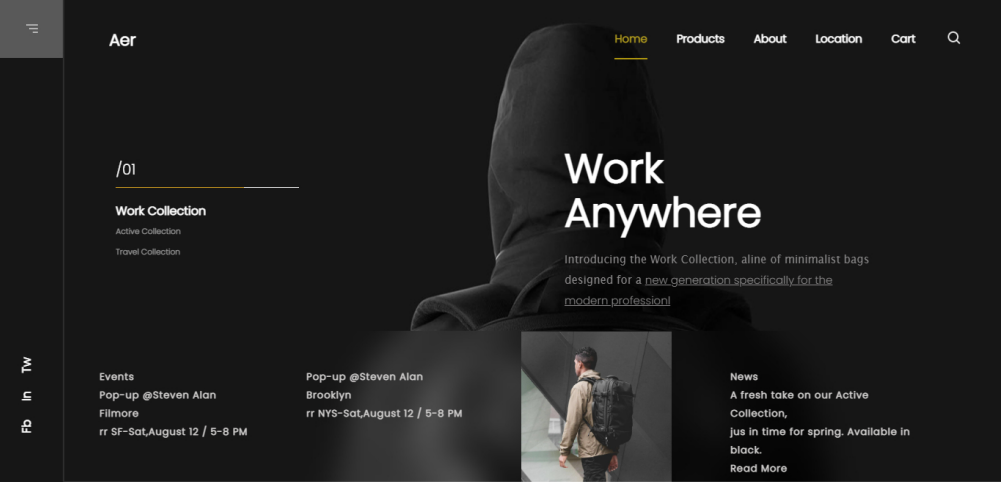 Aer
Home Products About Location Cart
/01
Work Collection
Active Collection
Travel Collection
Work
Anywhere
Introducing the Work Collection, aline of minimalist bags
designed for a new generation specifically for the
modern professionl
Tw
In
Fb
Events
Pop-up @Steven Alan
Filmore
rr SF-Sat,August 12 / 5-8 PM
Pop-up @Steven Alan
Brooklyn
rr NYS-Sat,August 12 / 5-8 PM
News
A fresh take on our Active
Collection,
jus in time for spring. Available in
black.
Read More